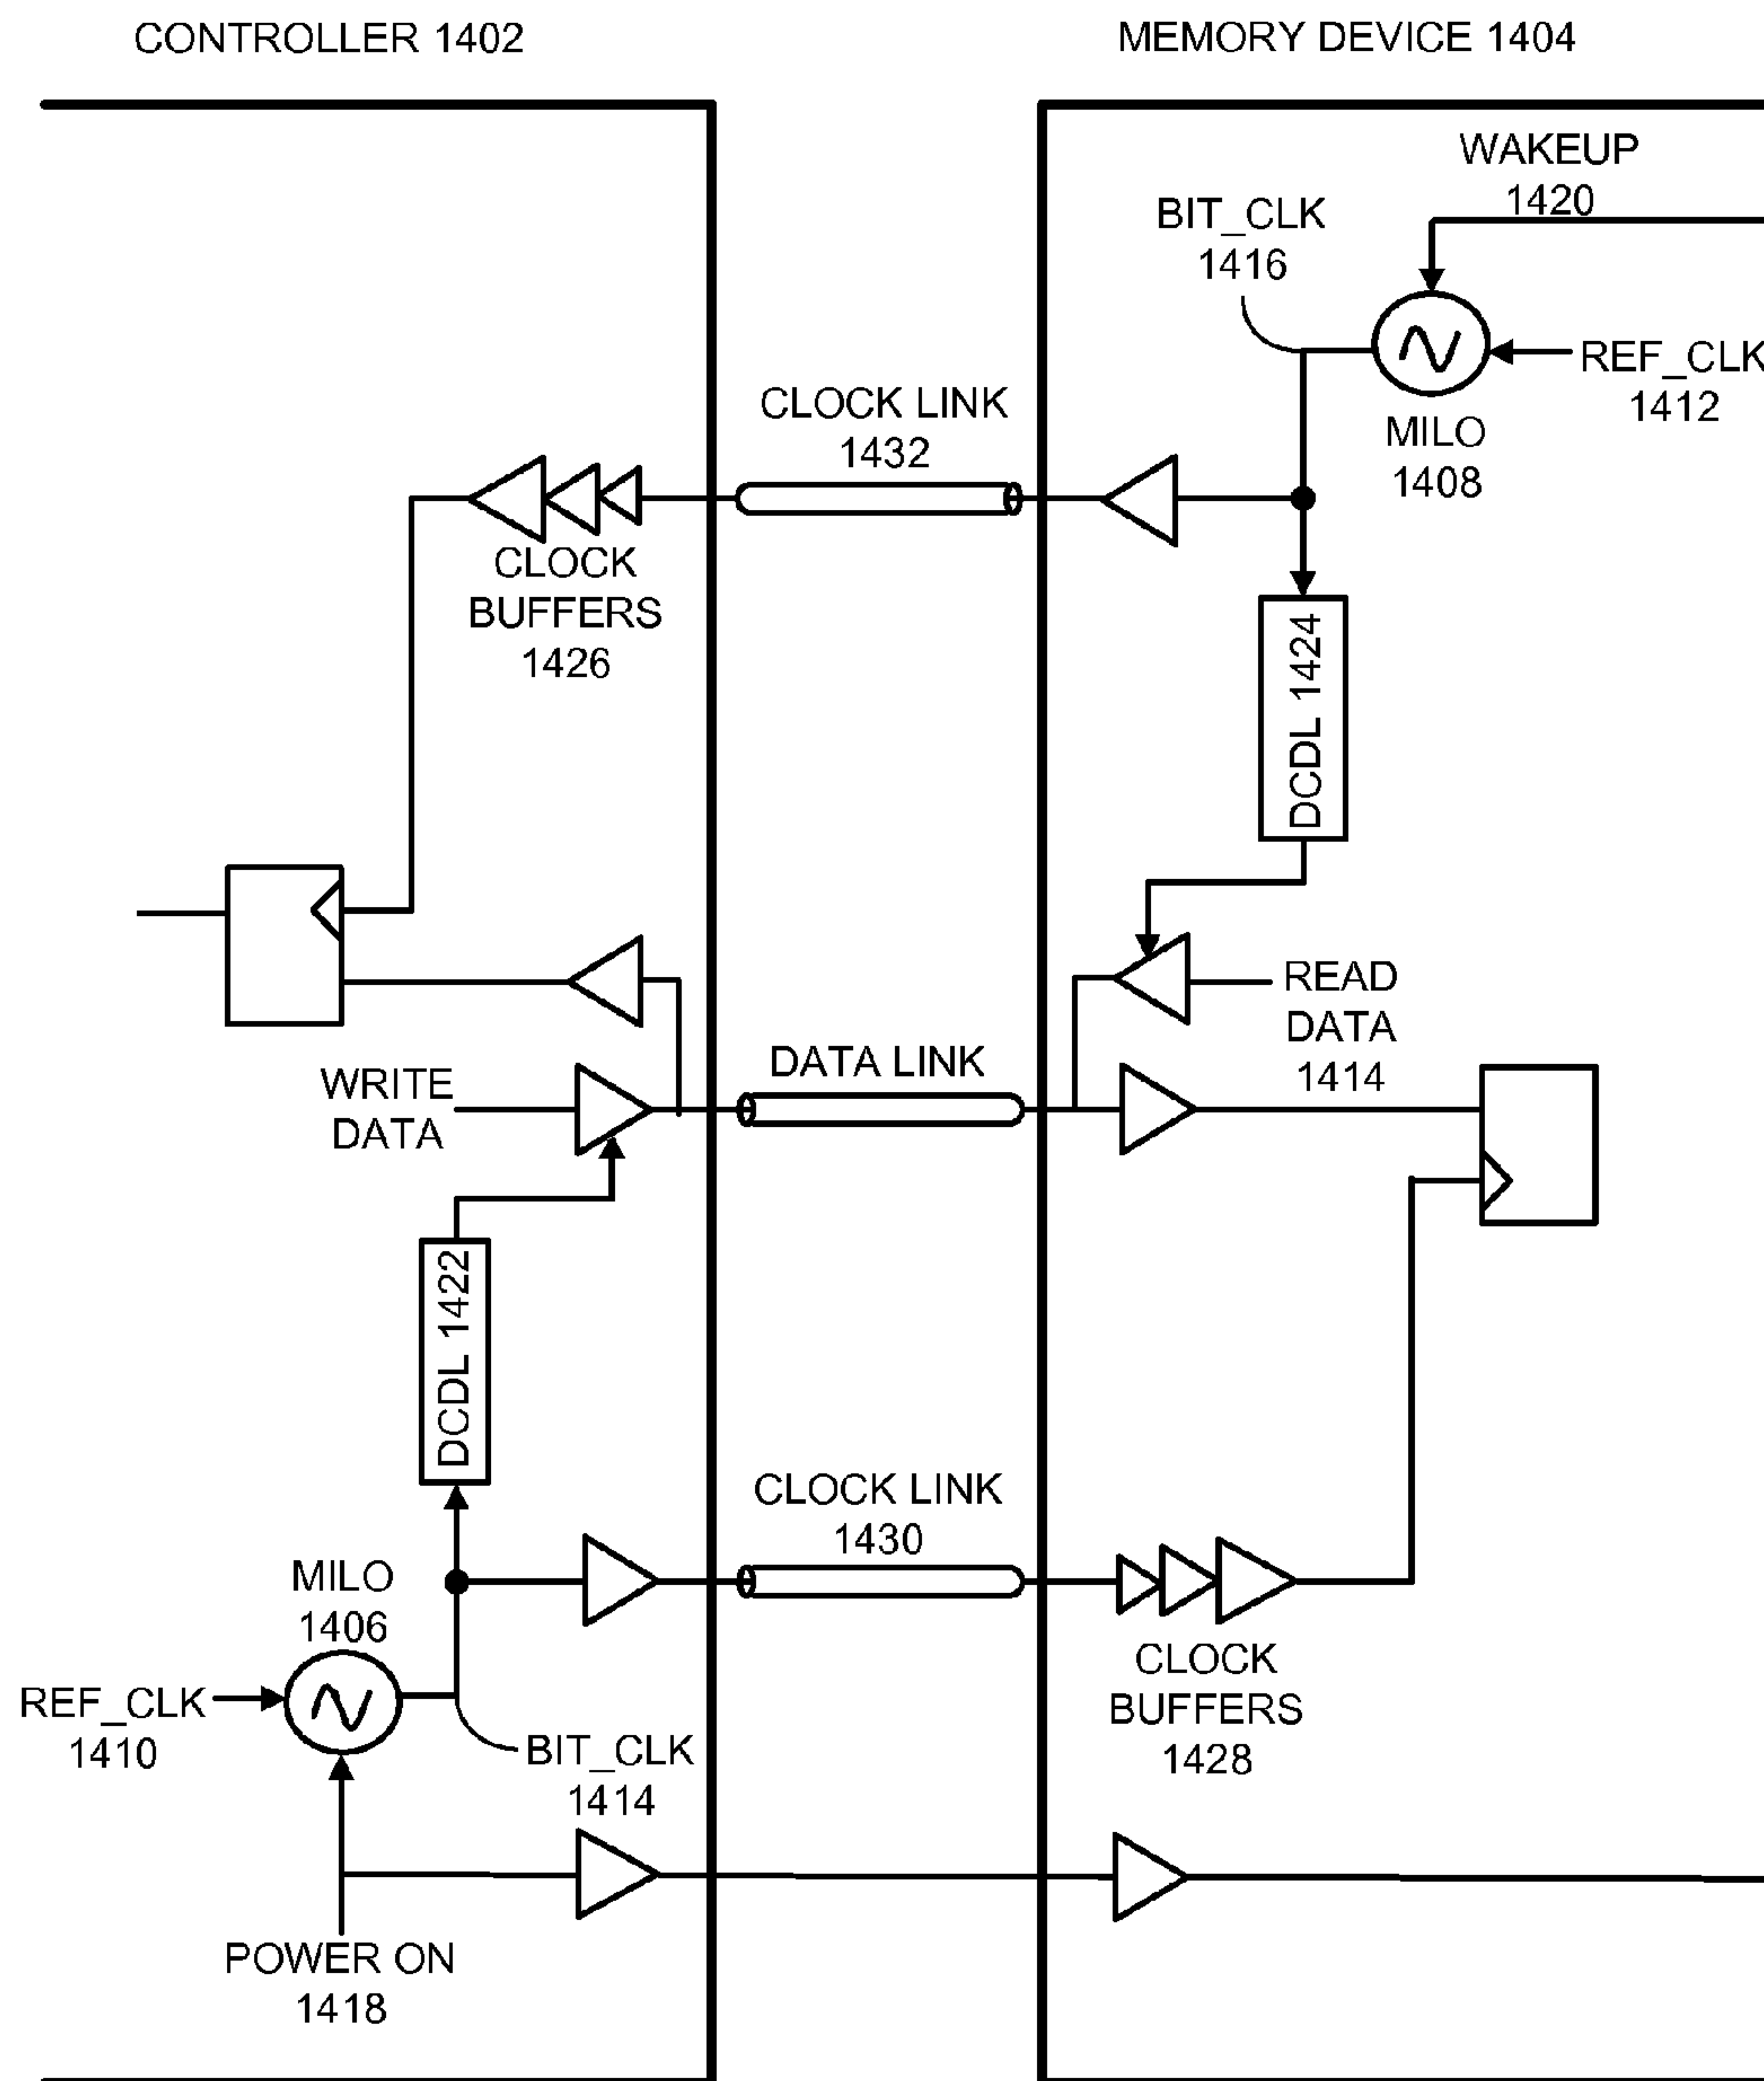 CONTROLLER 1402
MEMORY DEVICE 1404
WAKEUP
1420
BIT_CLK
1416
REF_CLK
1412
MILO
1408
CLOCK LINK
1432
CLOCK
BUFFERS
1426
DCDL 1424
READ
DATA
1414
DATA LINK
WRITE
DATA
DCDL 1422
CLOCK LINK
1430
MILO
1406
CLOCK
BUFFERS
1428
REF_CLK
1410
BIT_CLK
1414
POWER ON
1418